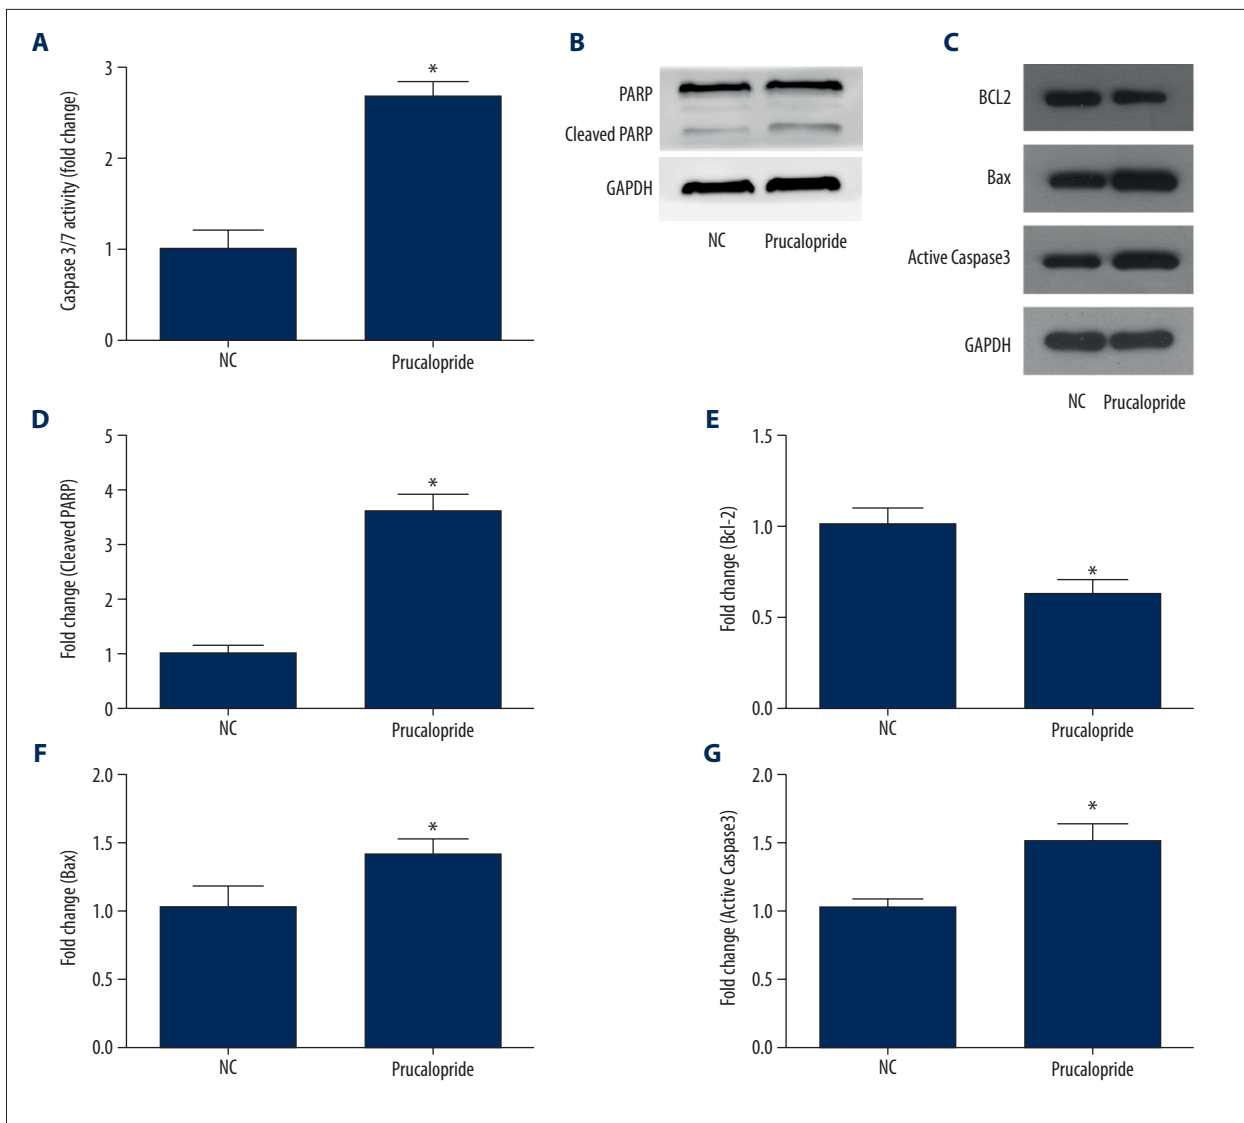 A
Caspase 3/7 activity (fold change)
3
*
2
1
0
NC Prucalopride
B
PARP
Cleaved PARP
GAPDH
NC Prucalopride
C
BCL2
Bax
Active Caspase3
GAPDH
NC Prucalopride
D
Fold change (Cleaved PARP)
5
4
*
3
2
1
0
NC Prucalopride
E
Fold change (Bcl-2)
1.5
1.0
*
0.5
0.0
NC Prucalopride
F
Fold change (Bax)
2.0
*
1.5
1.0
0.5
0.0
NC Prucalopride
G
Fold change (Active Caspase3)
2.0
*
1.5
1.0
0.5
0.0
NC Prucalopride